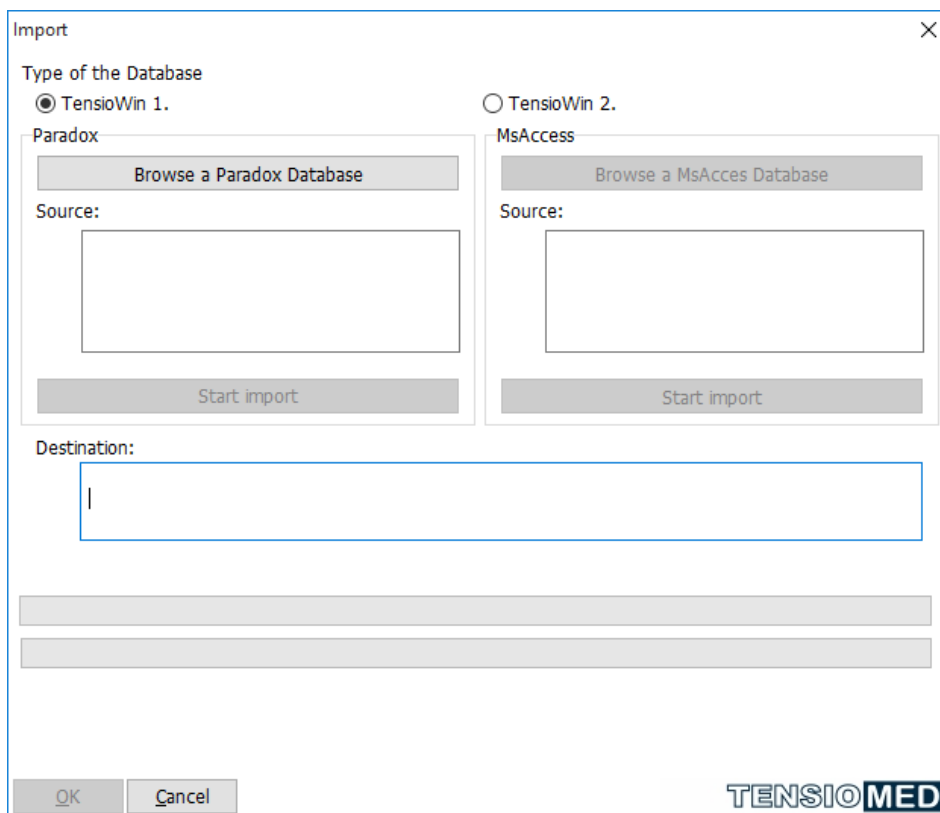 Import
Type of the Database
TensioWin 1.
TensioWin 2.
Paradox
Browse a Paradox Database
Source:
Start import
MsAccess
Browse a MsAcces Database
Source:
Start import
Destination:
OK
Cancel
TENSIOMED